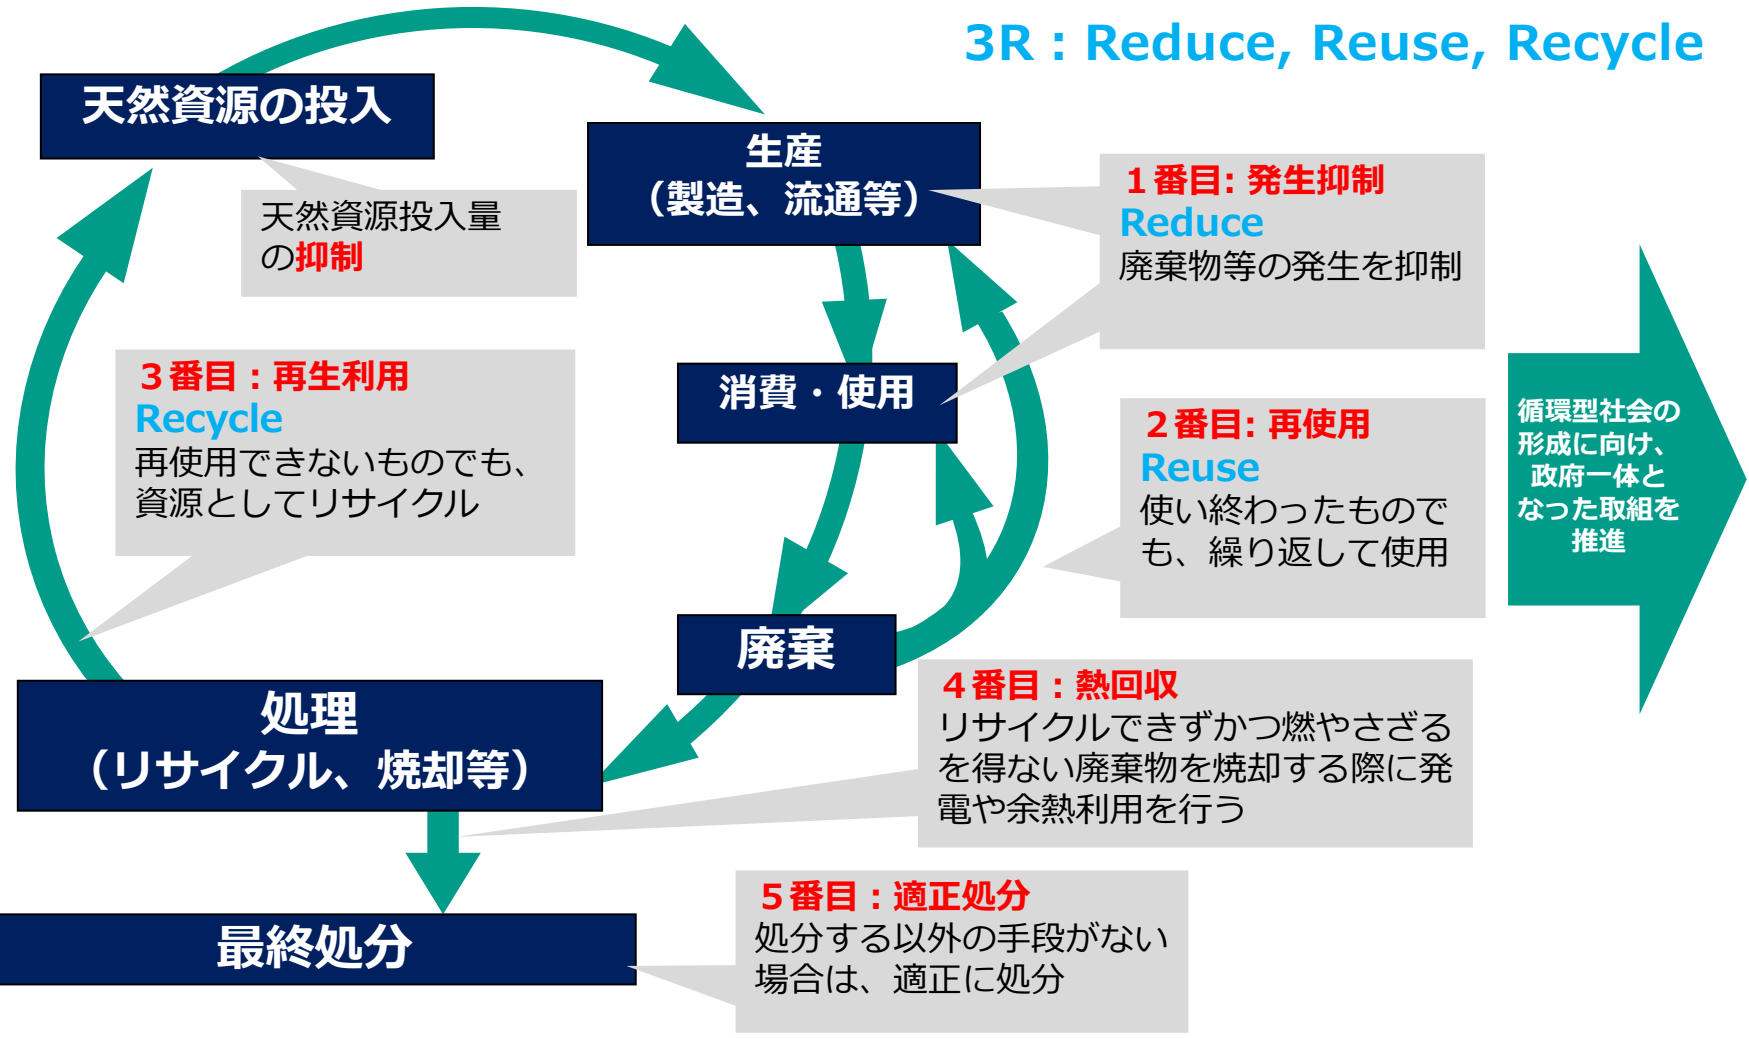 3R：Reduce, Reuse, Recycle
天然資源の投入
天然資源投入量
の抑制
生産
（製造、流通等）
１番目: 発生抑制
Reduce
廃棄物等の発生を抑制
消費・使用
２番目: 再使用
Reuse
使い終わったもので
も、繰り返して使用
循環型社会の
形成に向け、
政府一体と
なった取組を
推進
３番目：再生利用
Recycle
再使用できないものでも、
資源としてリサイクル
廃棄
処理
（リサイクル、焼却等）
４番目：熱回収
リサイクルできずかつ燃やさざる
を得ない廃棄物を焼却する際に発
電や余熱利用を行う
最終処分
５番目：適正処分
処分する以外の手段がない
場合は、適正に処分